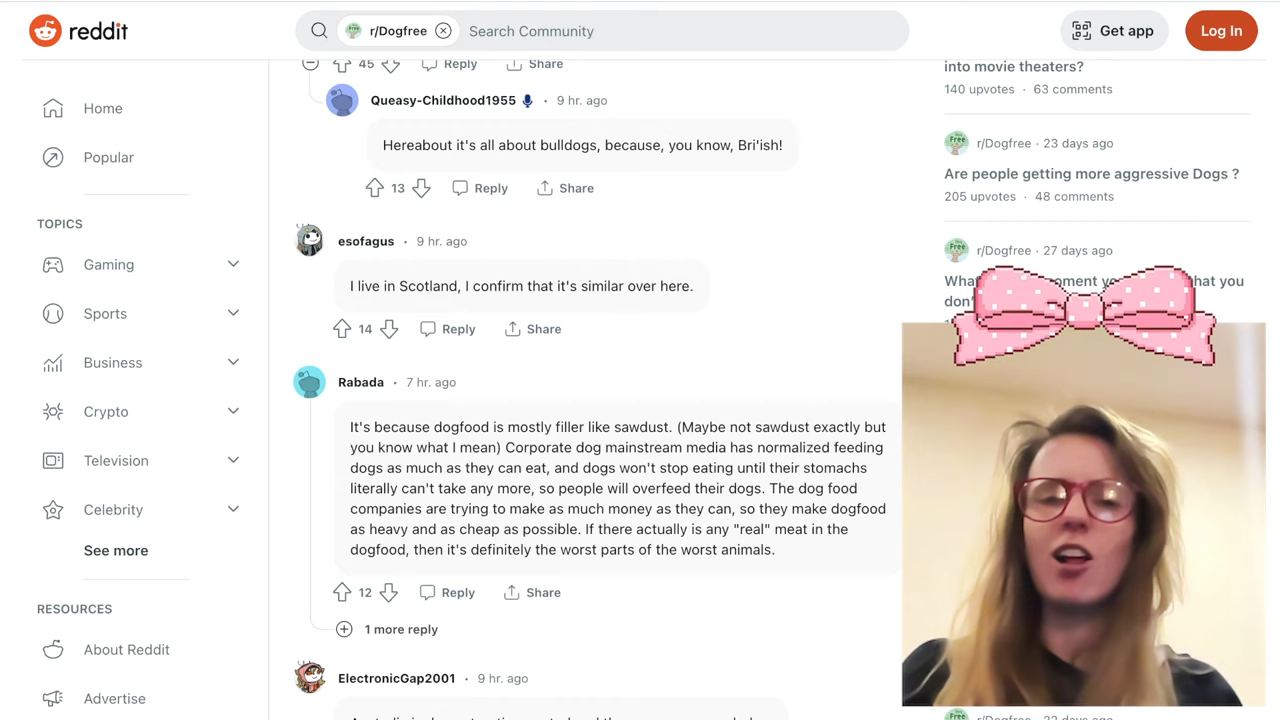 reddit
r/Dogfree
Search Community
Get app
Log In
Home
Popular
TOPICS
Gaming
Sports
Business
Crypto
Television
Celebrity
See more
RESOURCES
About Reddit
Advertise
45
Reply
Share
Queasy-Childhood1955 · 9 hr. ago
Hereabout it's all about bulldogs, because, you know, Bri'ish!
13
Reply
Share
esofagus · 9 hr. ago
I live in Scotland, I confirm that it's similar over here.
14
Reply
Share
Rabada · 7 hr. ago
It's because dogfood is mostly filler like sawdust. (Maybe not sawdust exactly but
you know what I mean) Corporate dog mainstream media has normalized feeding
dogs as much as they can eat, and dogs won't stop eating until their stomachs
literally can't take any more, so people will overfeed their dogs. The dog food
companies are trying to make as much money as they can, so they make dogfood
as heavy and as cheap as possible. If there actually is any "real" meat in the
dogfood, then it's definitely the worst parts of the worst animals.
12
Reply
Share
1 more reply
ElectronicGap2001 · 9 hr. ago
into movie theaters?
140 upvotes · 63 comments
r/Dogfree · 23 days ago
Are people getting more aggressive Dogs ?
205 upvotes · 48 comments
r/Dogfree · 27 days ago
that you